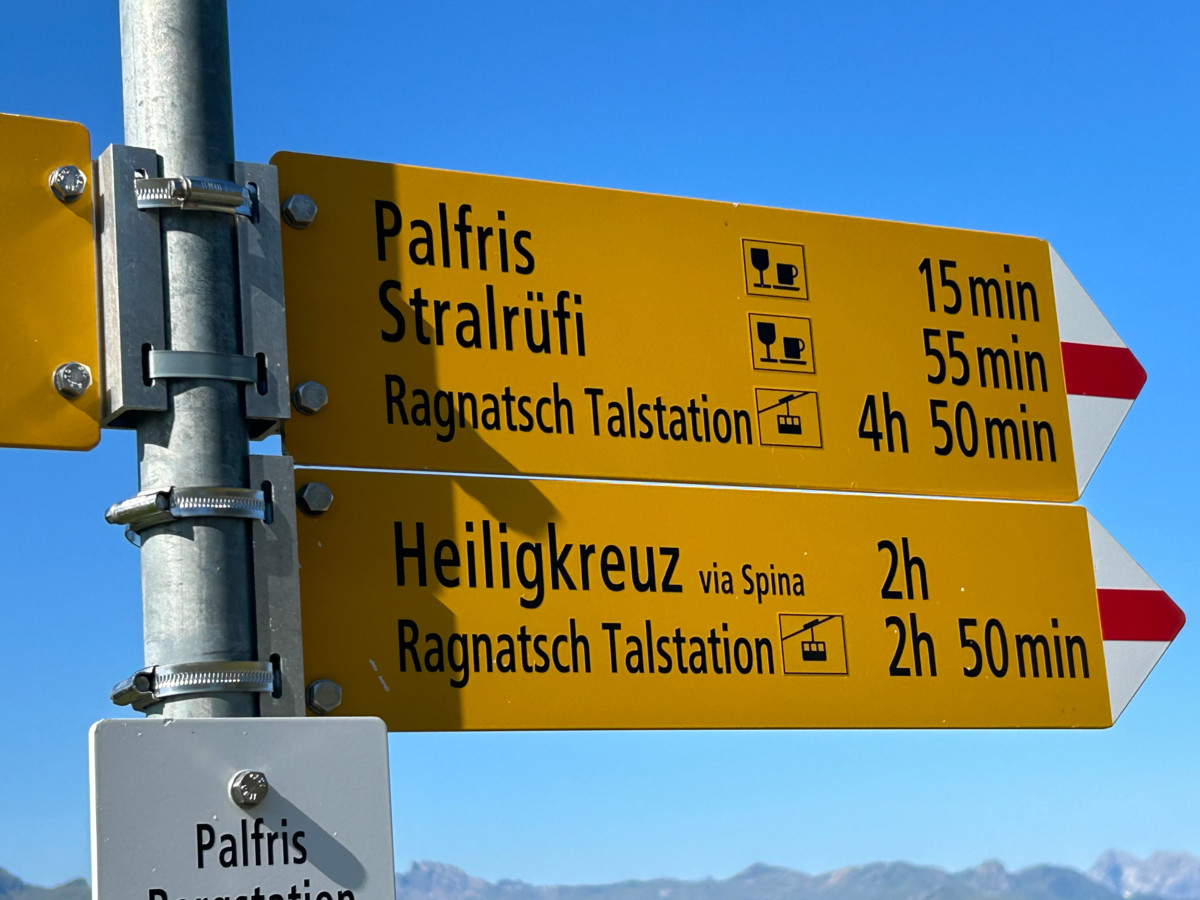 Palfris 15 min
Stralrüfi 55 min
Ragnatsch Talstation 4h 50 min
Heiligkreuz via Spina 2h
Ragnatsch Talstation 2h 50 min
Palfris
Bergstation